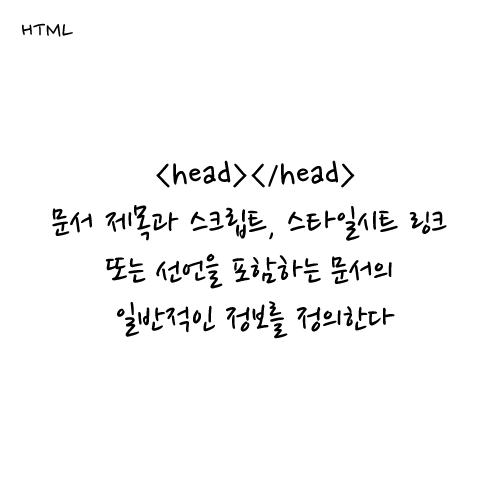 HTML
<head></head>
문서 제목과 스크립트, 스타일시트 링크
또는 선언을 포함하는 문서의
일반적인 정보를 정의한다